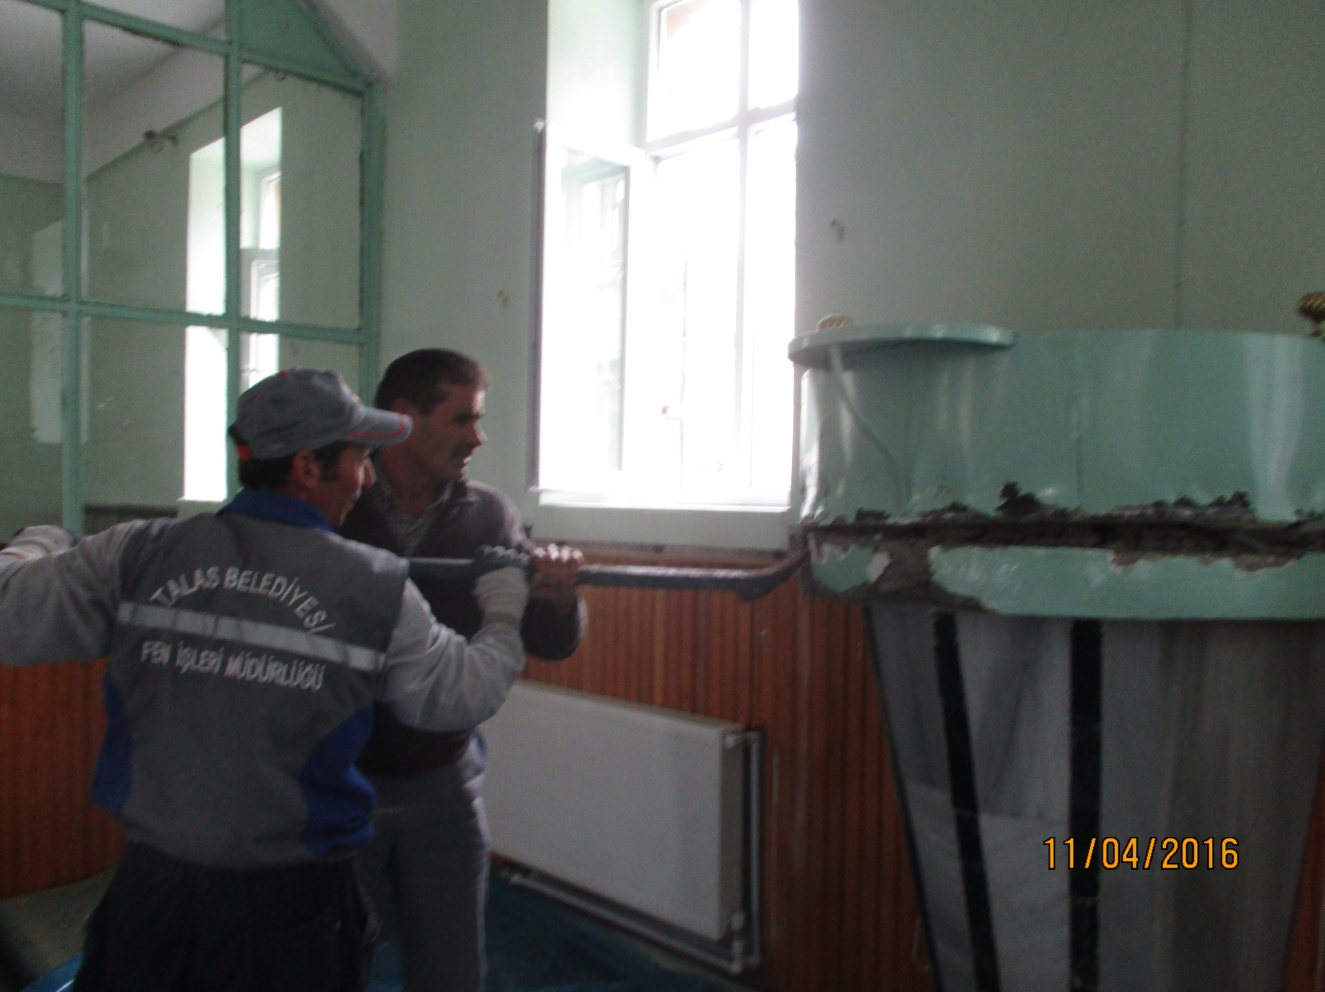 TALAS BELEDİYESİ
FEN İŞLERİ MÜDÜRLÜĞÜ
11/04/2016